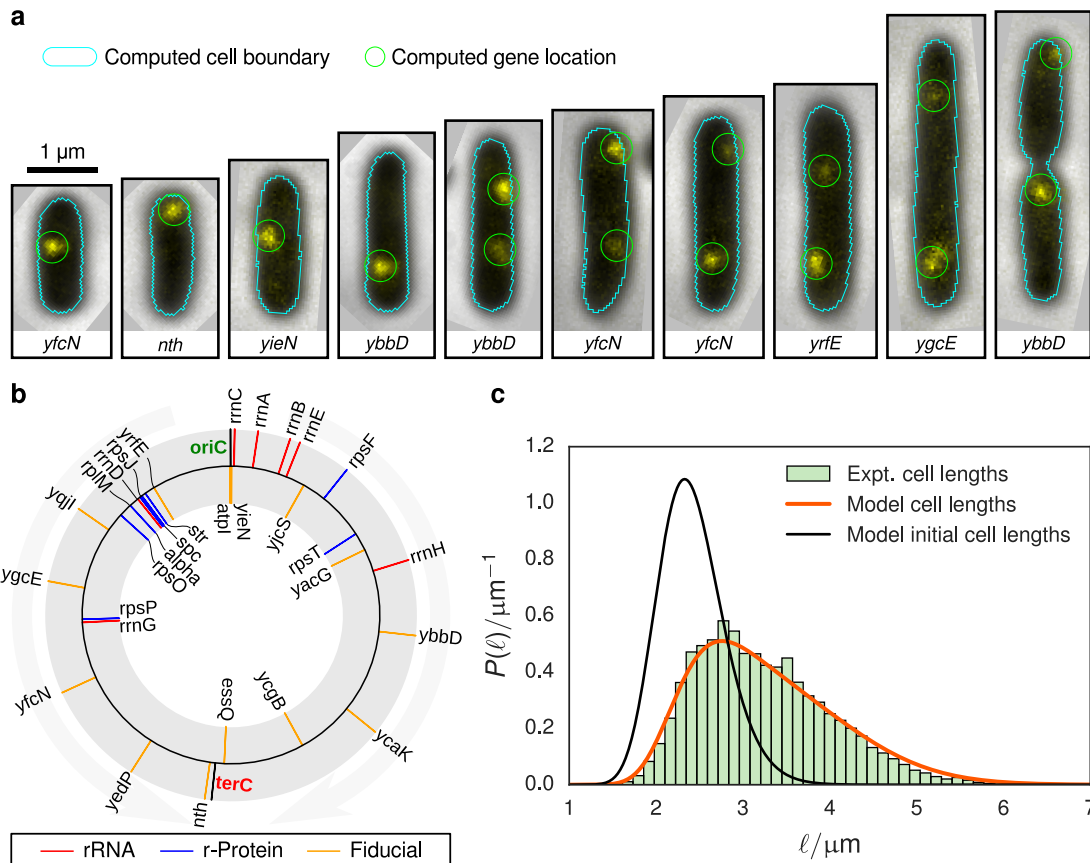 a
Computed cell boundary
Computed gene location
1 µm
yfcN
nth
yieN
ybbD
ybbD
yfcN
yfcN
yrfE
ygcE
ybbD
b
oriC
rrnC
rrnA
rrnB
rrnE
rpsF
yrfE
rpsJ
rrnD
rplM
yqjI
ygcE
str
spc
alpha
rpsO
atpI
yieN
yjcS
rpsT
yacG
rrnH
rpsP
rrnG
ybbD
yfcN
essQ
ycgB
ycaK
yedP
nth
terC
rRNA
r-Protein
Fiducial
c
P(ℓ)/µm⁻¹
1.2
1.0
0.8
0.6
0.4
0.2
0.0
Expt. cell lengths
Model cell lengths
Model initial cell lengths
1 2 3 4 5 6 7
ℓ/µm